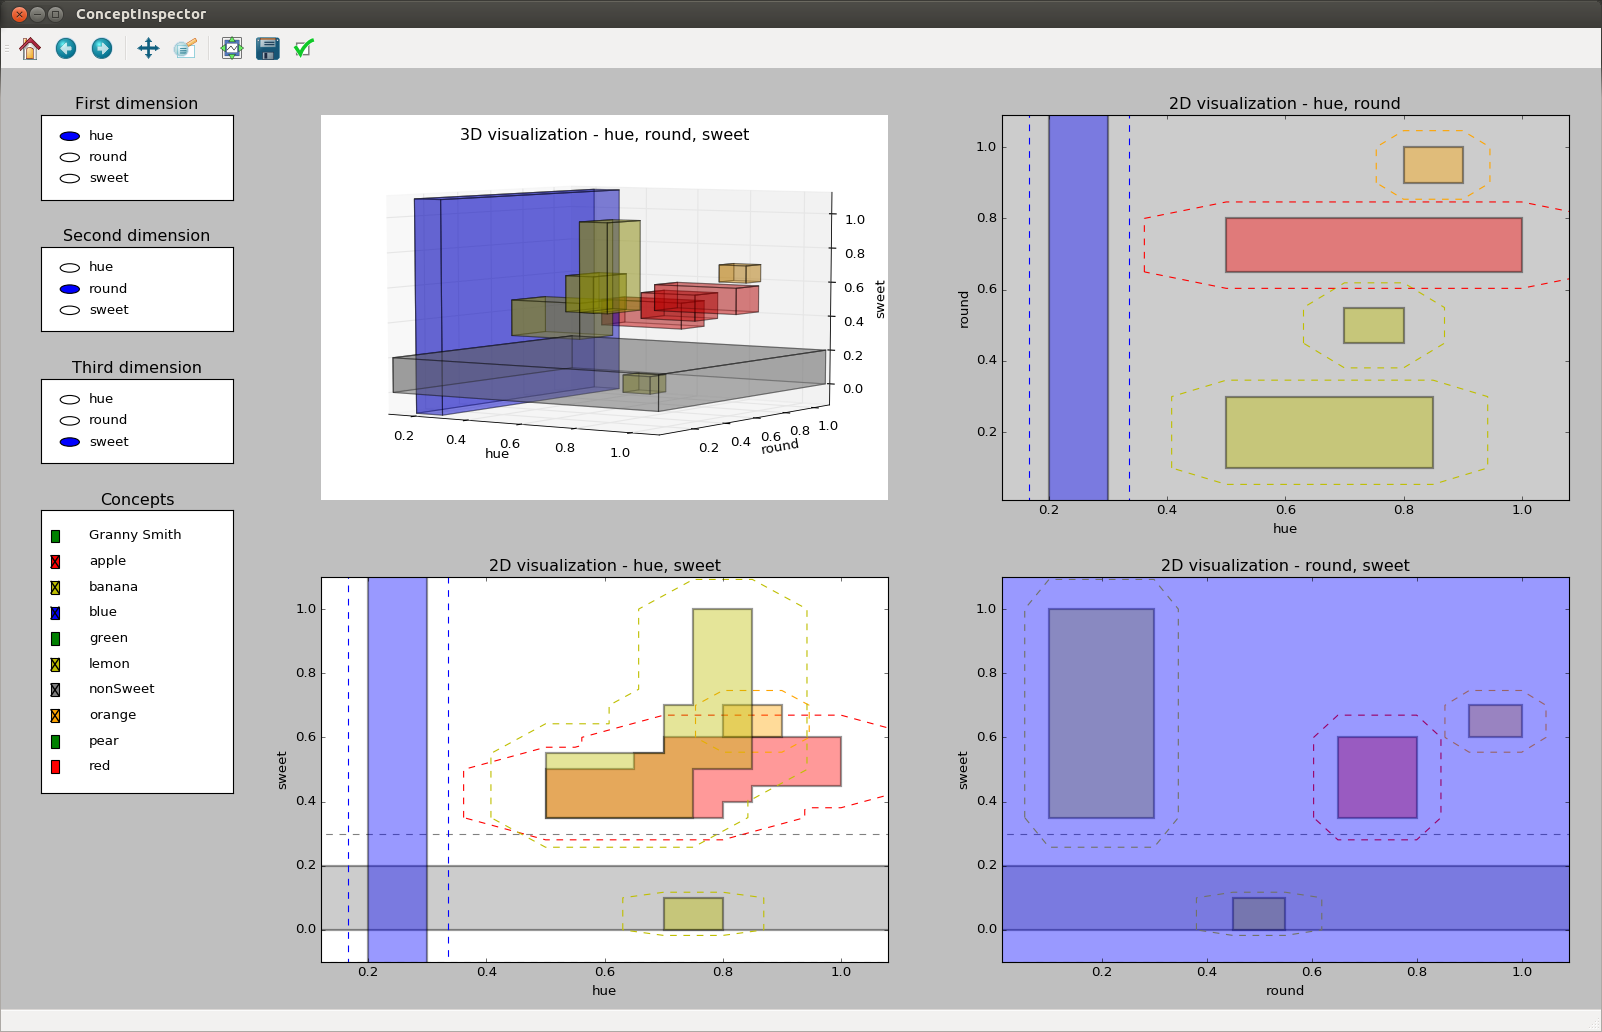 ConceptInspector
First dimension
hue
round
sweet
Second dimension
hue
round
sweet
Third dimension
hue
round
sweet
Concepts
Granny Smith
apple
banana
blue
green
lemon
nonSweet
orange
pear
red
3D visualization - hue, round, sweet
1.0
0.8
0.6
0.4
0.2
0.0
sweet
0.2
0.4
0.6
0.8
1.0
hue
0.2
0.4
0.6
0.8
1.0
round
2D visualization - hue, round
1.0
0.8
0.6
0.4
0.2
round
0.2
0.4
0.6
0.8
1.0
hue
2D visualization - hue, sweet
1.0
0.8
0.6
0.4
0.2
0.0
sweet
0.2
0.4
0.6
0.8
1.0
hue
2D visualization - round, sweet
1.0
0.8
0.6
0.4
0.2
0.0
sweet
0.2
0.4
0.6
0.8
1.0
round